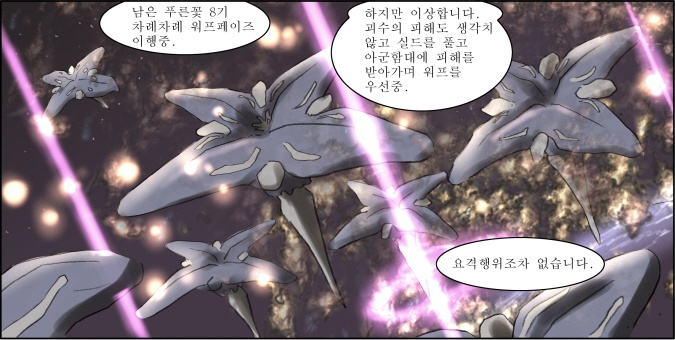 남은 푸른꽃 8기
차례차례 워프페이즈
이행중.
하지만 이상합니다.
괴수의 피해도 생각치
않고 실드를 풀고
아군함대에 피해를
받아가며 워프를
우선중.
요격행위조차 없습니다.